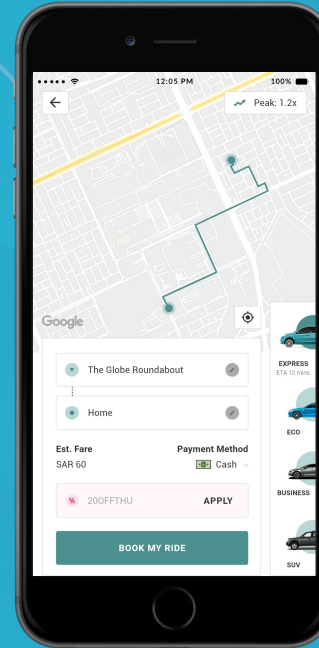 12:05 PM
100%
Peak: 1.2x
Google
The Globe Roundabout
Home
Est. Fare
Payment Method
SAR 60
Cash
% 20OFFTHU
APPLY
BOOK MY RIDE
EXPRESS
ETA 12 mins
ECO
BUSINESS
SUV